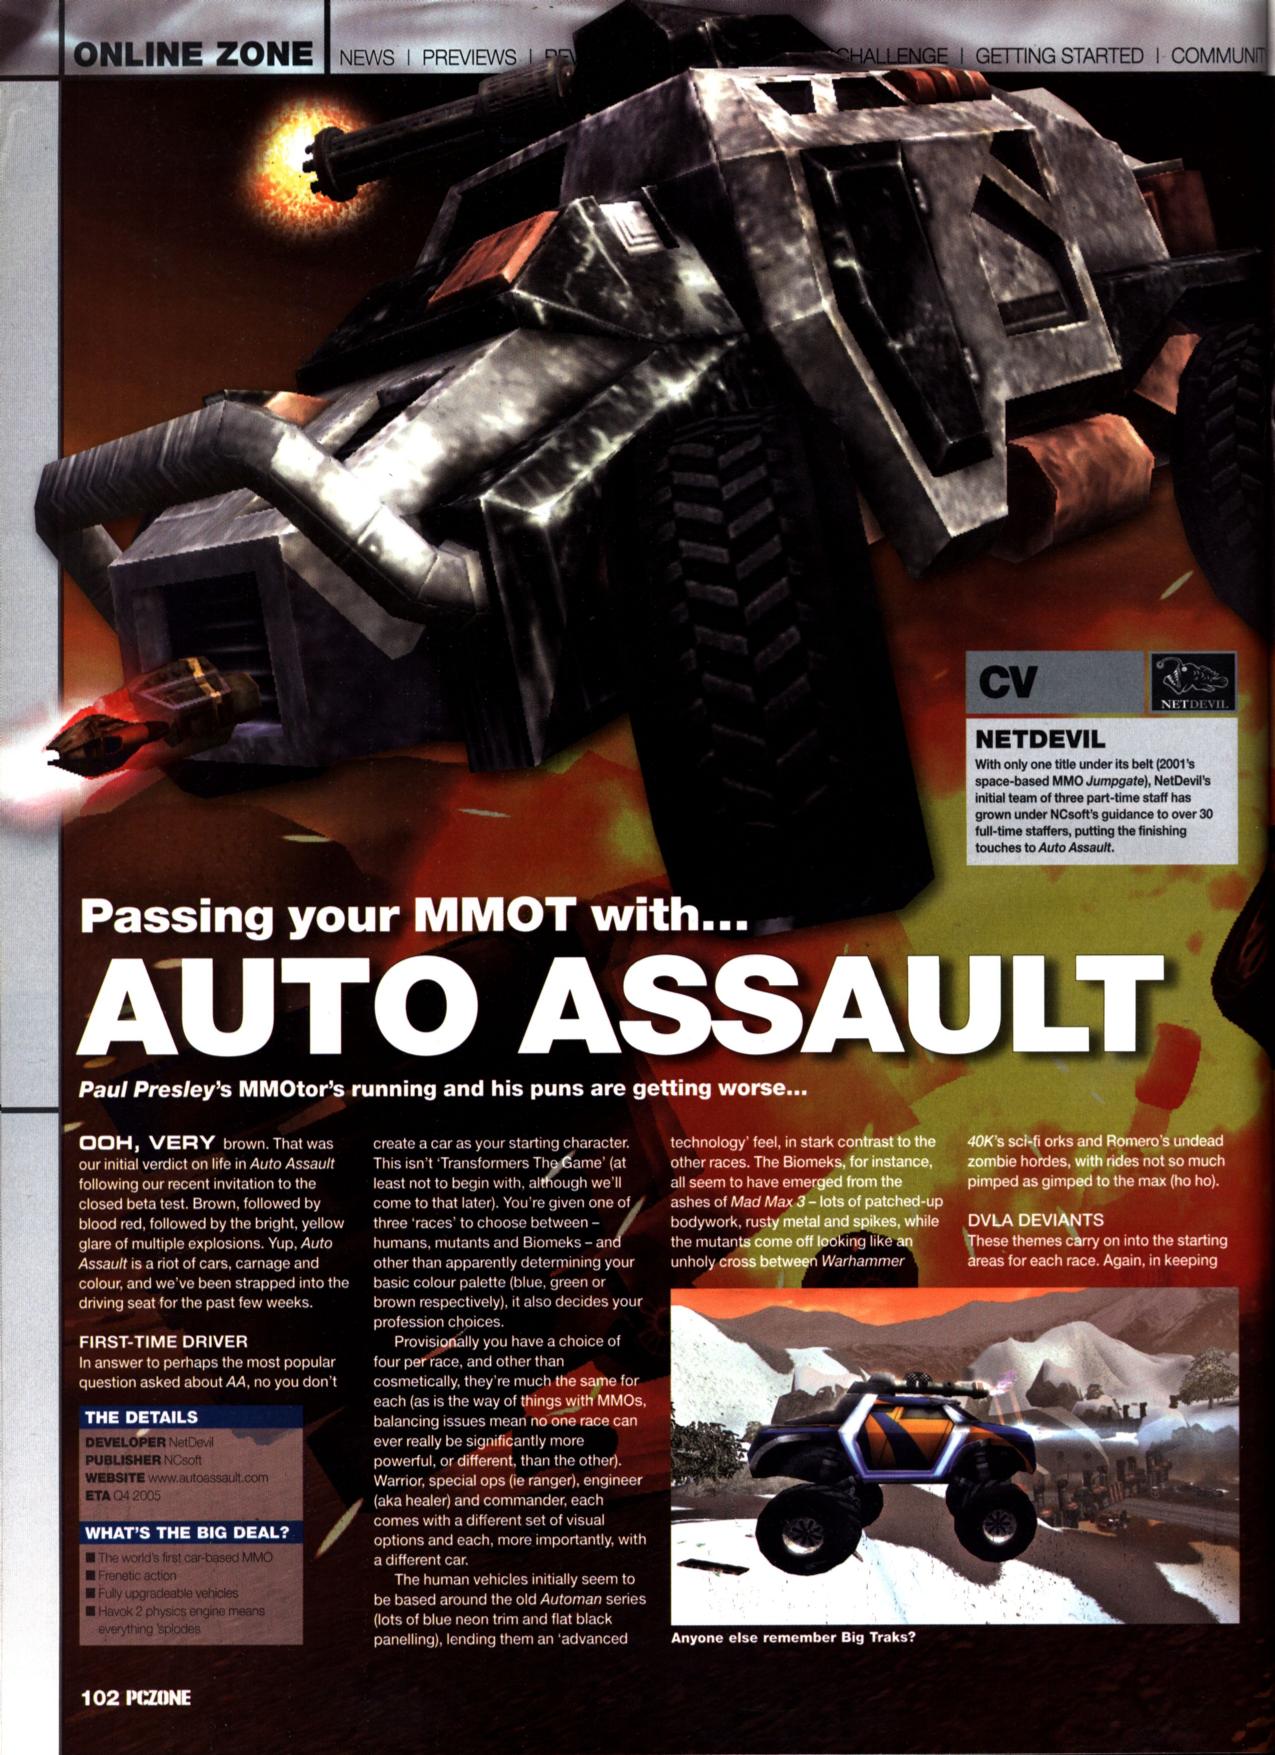 ONLINE ZONE
NEWS | PREVIEWS | REV
CHALLENGE | GETTING STARTED | COMMUNIT
CV
NETDEVIL
NETDEVIL
With only one title under its belt (2001's
space-based MMO Jumpgate), NetDevil's
initial team of three part-time staff has
grown under NCsoft's guidance to over 30
full-time staffers, putting the finishing
touches to Auto Assault.
Passing your MMOT with...
AUTO ASSAULT
Paul Presley's MMOtor's running and his puns are getting worse...
OOH, VERY brown. That was
our initial verdict on life in Auto Assault
following our recent invitation to the
closed beta test. Brown, followed by
blood red, followed by the bright, yellow
glare of multiple explosions. Yup, Auto
Assault is a riot of cars, carnage and
colour, and we've been strapped into the
driving seat for the past few weeks.
FIRST-TIME DRIVER
In answer to perhaps the most popular
question asked about AA, no you don't
THE DETAILS
DEVELOPER NetDevil
PUBLISHER NCsoft
WEBSITE www.autoassault.com
ETA Q4 2005
WHAT'S THE BIG DEAL?
■ The world's first car-based MMO
■ Frenetic action
■ Fully upgradeable vehicles
■ Havok 2 physics engine means
everything 'splodes
create a car as your starting character.
This isn't 'Transformers The Game' (at
least not to begin with, although we'll
come to that later). You're given one of
three 'races' to choose between –
humans, mutants and Biomeks – and
other than apparently determining your
basic colour palette (blue, green or
brown respectively), it also decides your
profession choices.
Provisionally you have a choice of
four per race, and other than
cosmetically, they're much the same for
each (as is the way of things with MMOs,
balancing issues mean no one race can
ever really be significantly more
powerful, or different, than the other).
Warrior, special ops (ie ranger), engineer
(aka healer) and commander, each
comes with a different set of visual
options and each, more importantly, with
a different car.
The human vehicles initially seem to
be based around the old Automan series
(lots of blue neon trim and flat black
panelling), lending them an 'advanced
technology' feel, in stark contrast to the
other races. The Biomeks, for instance,
all seem to have emerged from the
ashes of Mad Max 3 – lots of patched-up
bodywork, rusty metal and spikes, while
the mutants come off looking like an
unholy cross between Warhammer
40K's sci-fi orks and Romero's undead
zombie hordes, with rides not so much
pimped as gimped to the max (ho ho).
DVLA DEVIANTS
These themes carry on into the starting
areas for each race. Again, in keeping
Anyone else remember Big Traks?
102 PCZONE